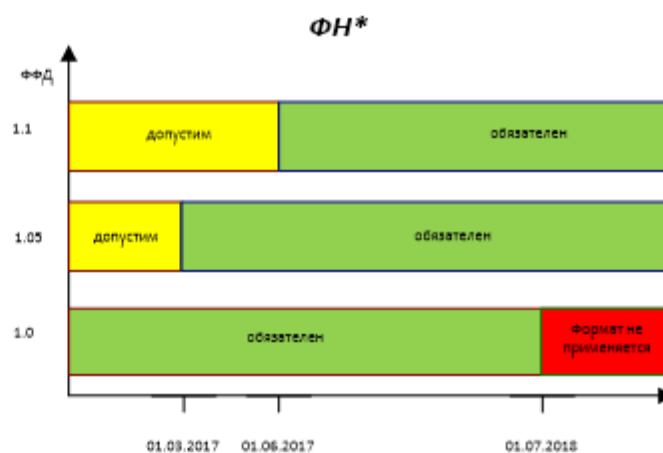 ФН*
ФФД
1.1
допустим
обязателен
1.05
допустим
обязателен
1.0
обязателен
Формат не
применяется
01.03.2017
01.06.2017
01.07.2018